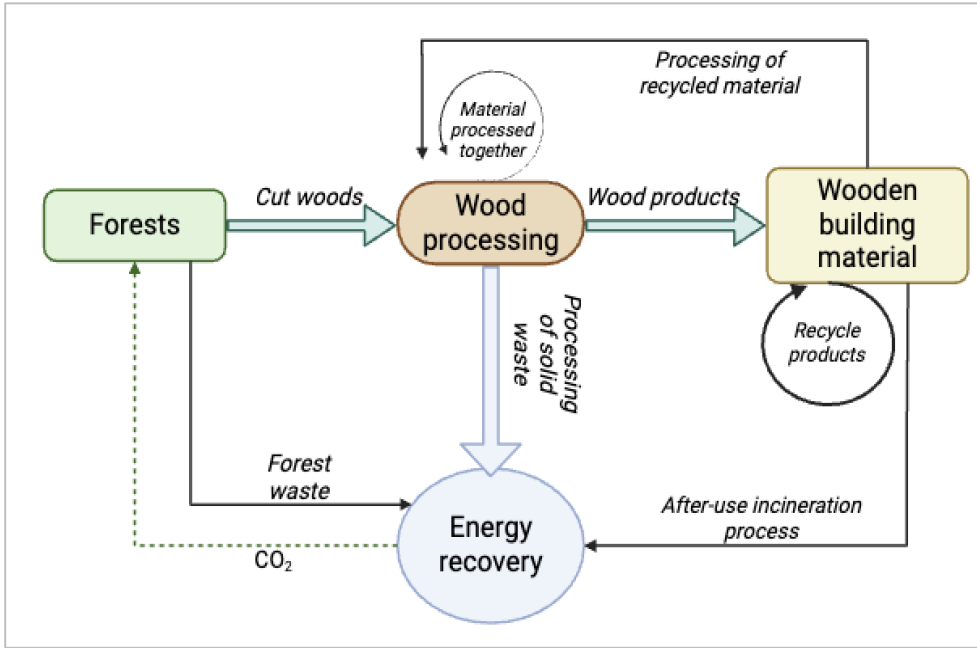 Processing of
recycled material
Material
processed
together
Cut woods
Wood products
Forests
Wood
processing
Wooden
building
material
Processing
of solid
waste
Recycle
products
Forest
waste
After-use incineration
process
Energy
recovery
CO₂